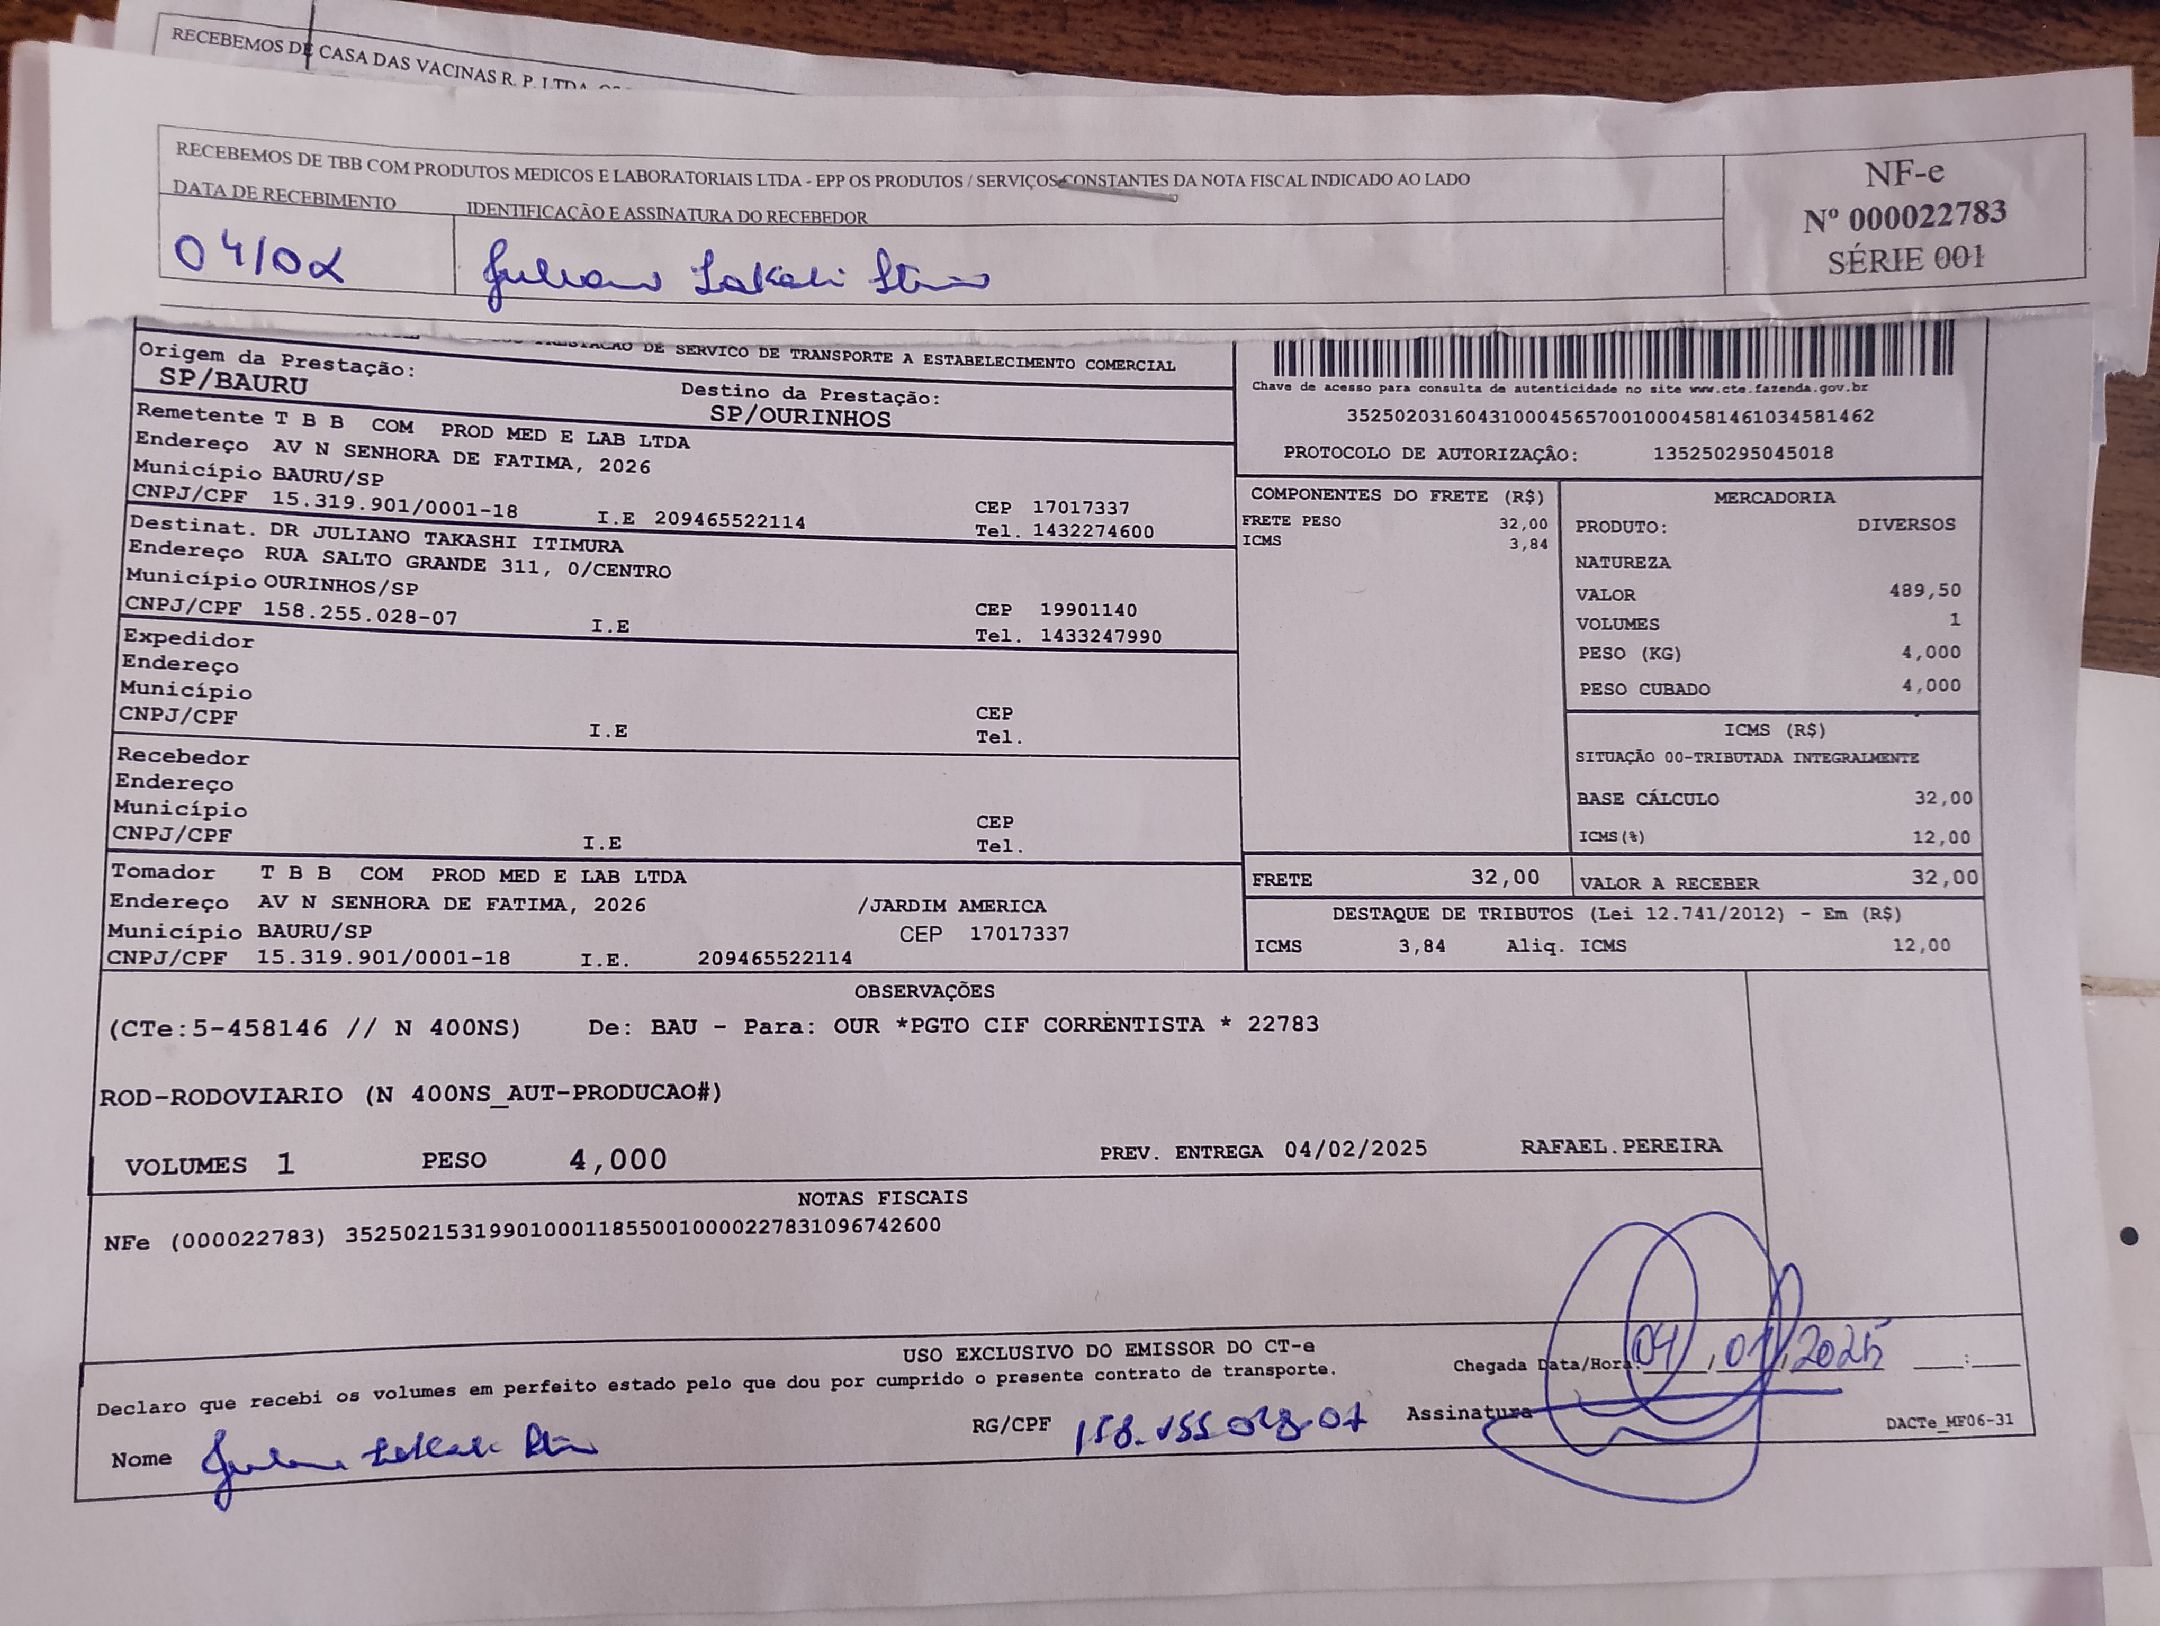 RECEBEMOS DE CASA DAS VACINAS R. P. LTDA
RECEBEMOS DE TBB COM PRODUTOS MEDICOS E LABORATORIAIS LTDA - EPP OS PRODUTOS / SERVIÇOS CONSTANTES DA NOTA FISCAL INDICADO AO LADO
NF-e
Nº 000022783
SÉRIE 001
DATA DE RECEBIMENTO IDENTIFICAÇÃO E ASSINATURA DO RECEBEDOR
04/02 Juliano Takashi
PRESTACAO DE SERVICO DE TRANSPORTE A ESTABELECIMENTO COMERCIAL
Origem da Prestação: Destino da Prestação:
SP/BAURU SP/OURINHOS
Remetente T B B COM PROD MED E LAB LTDA
Endereço AV N SENHORA DE FATIMA, 2026
Município BAURU/SP CEP 17017337
CNPJ/CPF 15.319.901/0001-18 I.E 209465522114 Tel. 1432274600
Destinat. DR JULIANO TAKASHI ITIMURA
Endereço RUA SALTO GRANDE 311, 0/CENTRO
Município OURINHOS/SP CEP 19901140
CNPJ/CPF 158.255.028-07 I.E Tel. 1433247990
Expedidor
Endereço
Município CEP
CNPJ/CPF I.E Tel.
Recebedor
Endereço
Município CEP
CNPJ/CPF I.E Tel.
Tomador T B B COM PROD MED E LAB LTDA
Endereço AV N SENHORA DE FATIMA, 2026 /JARDIM AMERICA
Município BAURU/SP CEP 17017337
CNPJ/CPF 15.319.901/0001-18 I.E. 209465522114
Chave de acesso para consulta de autenticidade no site www.cte.fazenda.gov.br
35250203160431000456570010004581461034581462
PROTOCOLO DE AUTORIZAÇÃO: 135250295045018
COMPONENTES DO FRETE (R$)
FRETE PESO 32,00
ICMS 3,84
MERCADORIA
PRODUTO: DIVERSOS
NATUREZA
VALOR 489,50
VOLUMES 1
PESO (KG) 4,000
PESO CUBADO 4,000
ICMS (R$)
SITUAÇÃO 00-TRIBUTADA INTEGRALMENTE
BASE CÁLCULO 32,00
ICMS(%) 12,00
FRETE 32,00 VALOR A RECEBER 32,00
DESTAQUE DE TRIBUTOS (Lei 12.741/2012) - Em (R$)
ICMS 3,84 Aliq. ICMS 12,00
OBSERVAÇÕES
(CTe:5-458146 // N 400NS) De: BAU - Para: OUR *PGTO CIF CORRENTISTA * 22783
ROD-RODOVIARIO (N 400NS_AUT-PRODUCAO#)
VOLUMES 1 PESO 4,000 PREV. ENTREGA 04/02/2025 RAFAEL.PEREIRA
NOTAS FISCAIS
NFe (000022783) 35250215319901000118550010000227831096742600
USO EXCLUSIVO DO EMISSOR DO CT-e
Declaro que recebi os volumes em perfeito estado pelo que dou por cumprido o presente contrato de transporte.
Chegada Data/Hora: 04/01/2025 __:__
Nome Juliano Takashi RG/CPF 158.255.028-07 Assinatura
DACTe_MF06-31